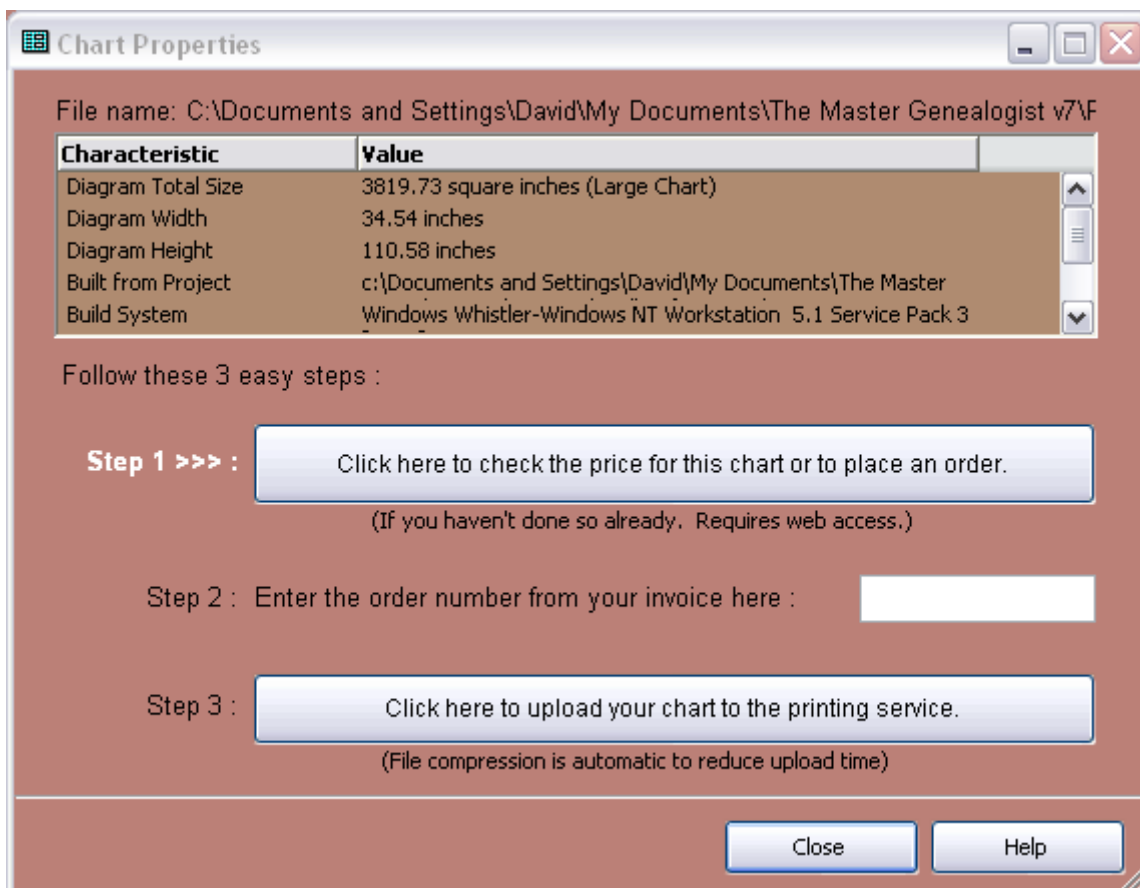 Chart Properties
File name: C:\Documents and Settings\David\My Documents\The Master Genealogist v7\
Characteristic Value
Diagram Total Size 3819.73 square inches (Large Chart)
Diagram Width 34.54 inches
Diagram Height 110.58 inches
Built from Project c:\Documents and Settings\David\My Documents\The Master
Build System Windows Whistler-Windows NT Workstation 5.1 Service Pack 3
Follow these 3 easy steps :
Step 1 >>> : Click here to check the price for this chart or to place an order.
(If you haven't done so already. Requires web access.)
Step 2 : Enter the order number from your invoice here :
Step 3 : Click here to upload your chart to the printing service.
(File compression is automatic to reduce upload time)
Close Help